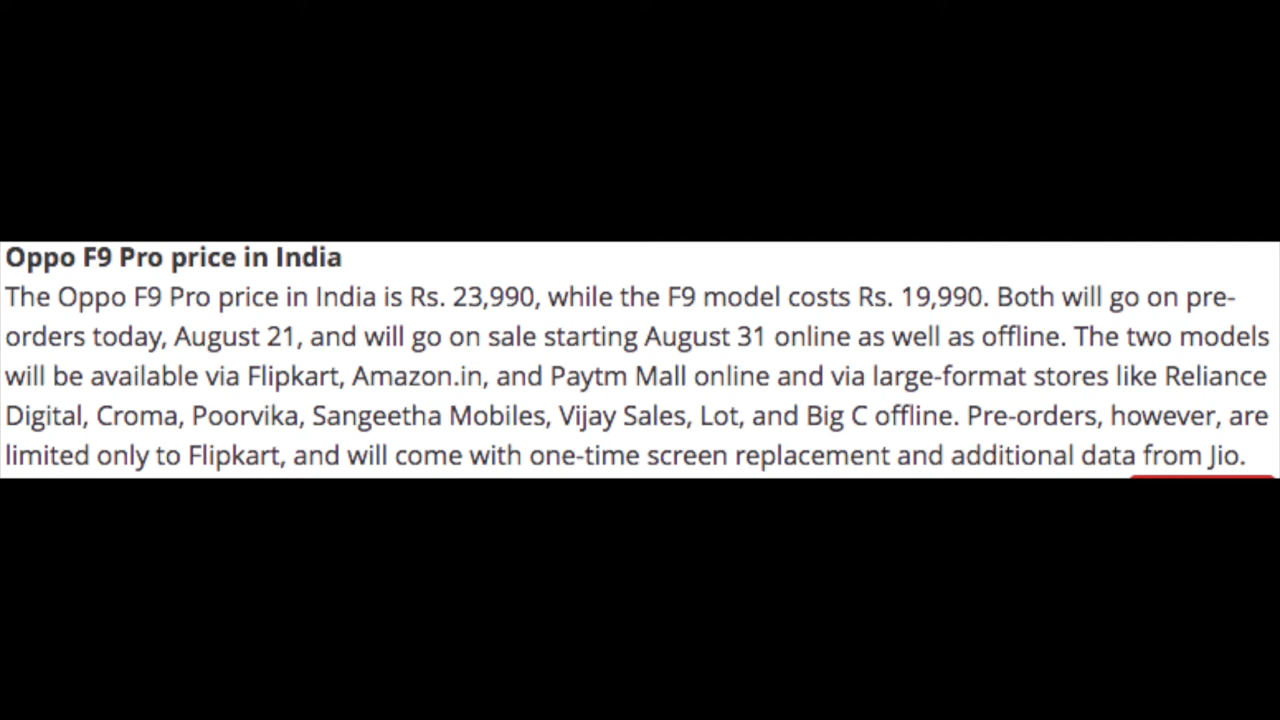 Oppo F9 Pro price in India
The Oppo F9 Pro price in India is Rs. 23,990, while the F9 model costs Rs. 19,990. Both will go on pre-
orders today, August 21, and will go on sale starting August 31 online as well as offline. The two models
will be available via Flipkart, Amazon.in, and Paytm Mall online and via large-format stores like Reliance
Digital, Croma, Poorvika, Sangeetha Mobiles, Vijay Sales, Lot, and Big C offline. Pre-orders, however, are
limited only to Flipkart, and will come with one-time screen replacement and additional data from Jio.